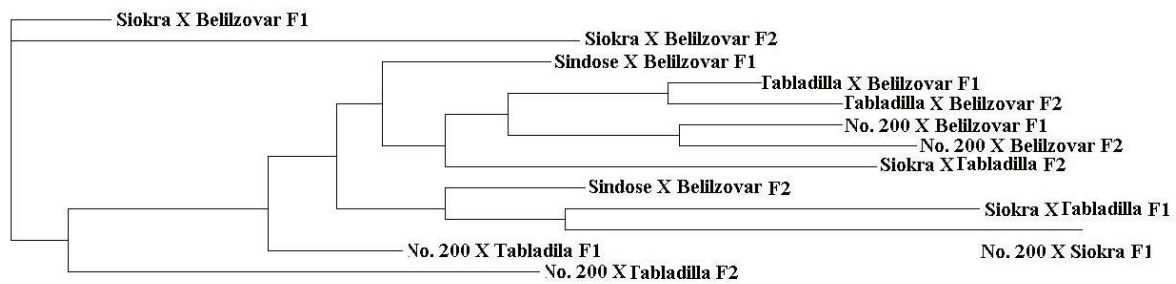 Siokra X Belilzovar F1
Siokra X Belilzovar F2
Sindose X Belilzovar F1
Tabladilla X Belilzovar F1
Tabladilla X Belilzovar F2
No. 200 X Belilzovar F1
No. 200 X Belilzovar F2
Siokra X Tabladilla F2
Sindose X Belilzovar F2
Siokra X Tabladilla F1
No. 200 X Tabladila F1
No. 200 X Siokra F1
No. 200 X Tabladilla F2